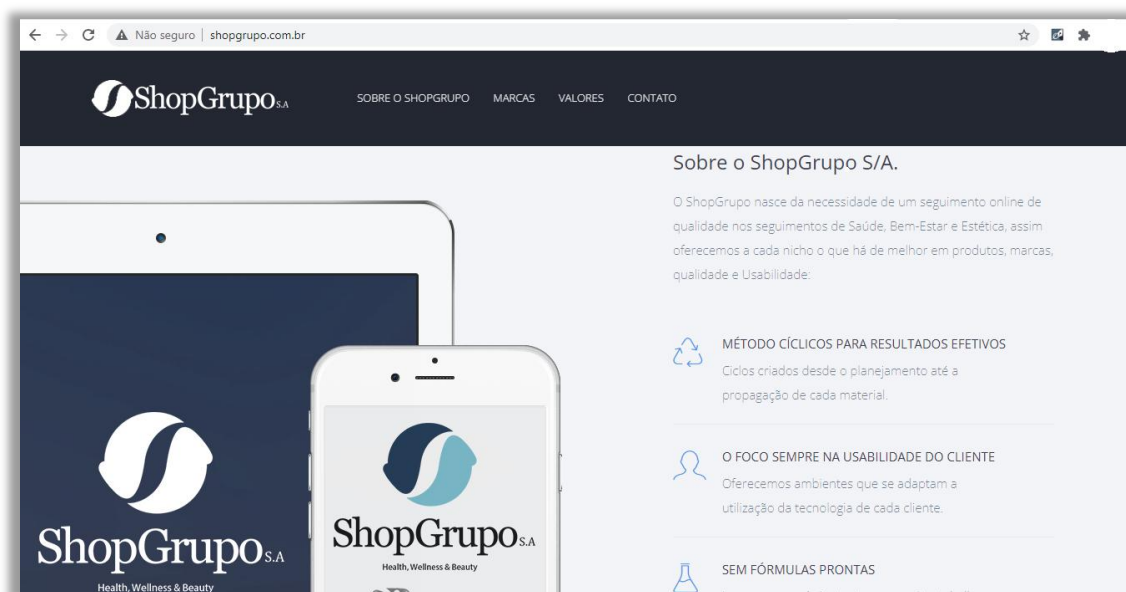 Não seguro | shopgrupo.com.br
ShopGrupo S.A
SOBRE O SHOPGRUPO MARCAS VALORES CONTATO
Sobre o ShopGrupo S/A.
O ShopGrupo nasce da necessidade de um seguimento online de
qualidade nos seguimentos de Saúde, Bem-Estar e Estética, assim
oferecemos a cada nicho o que há de melhor em produtos, marcas,
qualidade e Usabilidade:
MÉTODO CÍCLICOS PARA RESULTADOS EFETIVOS
Ciclos criados desde o planejamento até a
propagação de cada material.
O FOCO SEMPRE NA USABILIDADE DO CLIENTE
Oferecemos ambientes que se adaptam a
utilização da tecnologia de cada cliente.
SEM FÓRMULAS PRONTAS
ShopGrupo S.A
Health, Wellness & Beauty
ShopGrupo S.A
Health, Wellness & Beauty